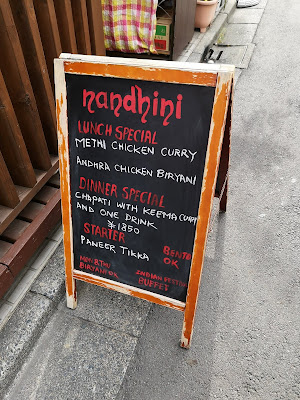 nandhini
LUNCH SPECIAL
METHI CHICKEN CURRY
ANDHRA CHICKEN BIRYANI
DINNER SPECIAL
CHAPATI WITH KEEMA CURRY
AND ONE DRINK
¥1850
STARTER
PANEER TIKKA
BENTO
OK
BIRYANI OK
INDIAN
BUFFET